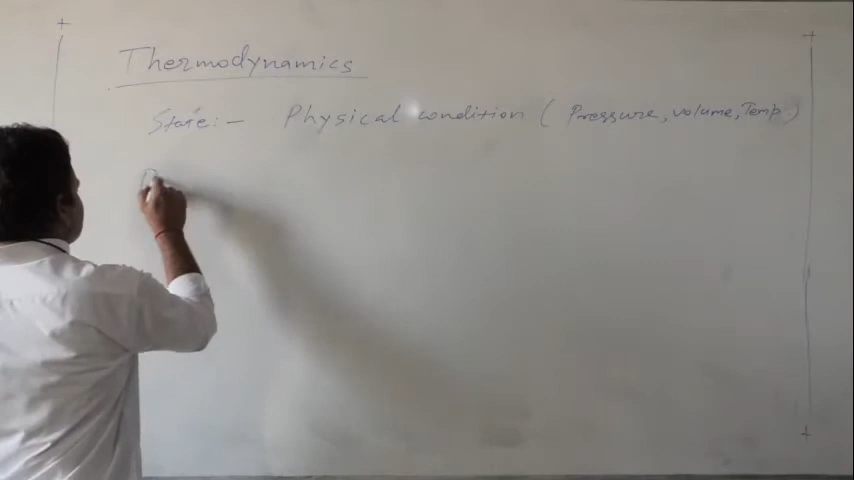 Thermodynamics
State:- Physical condition (Pressure, volume, Temp.)